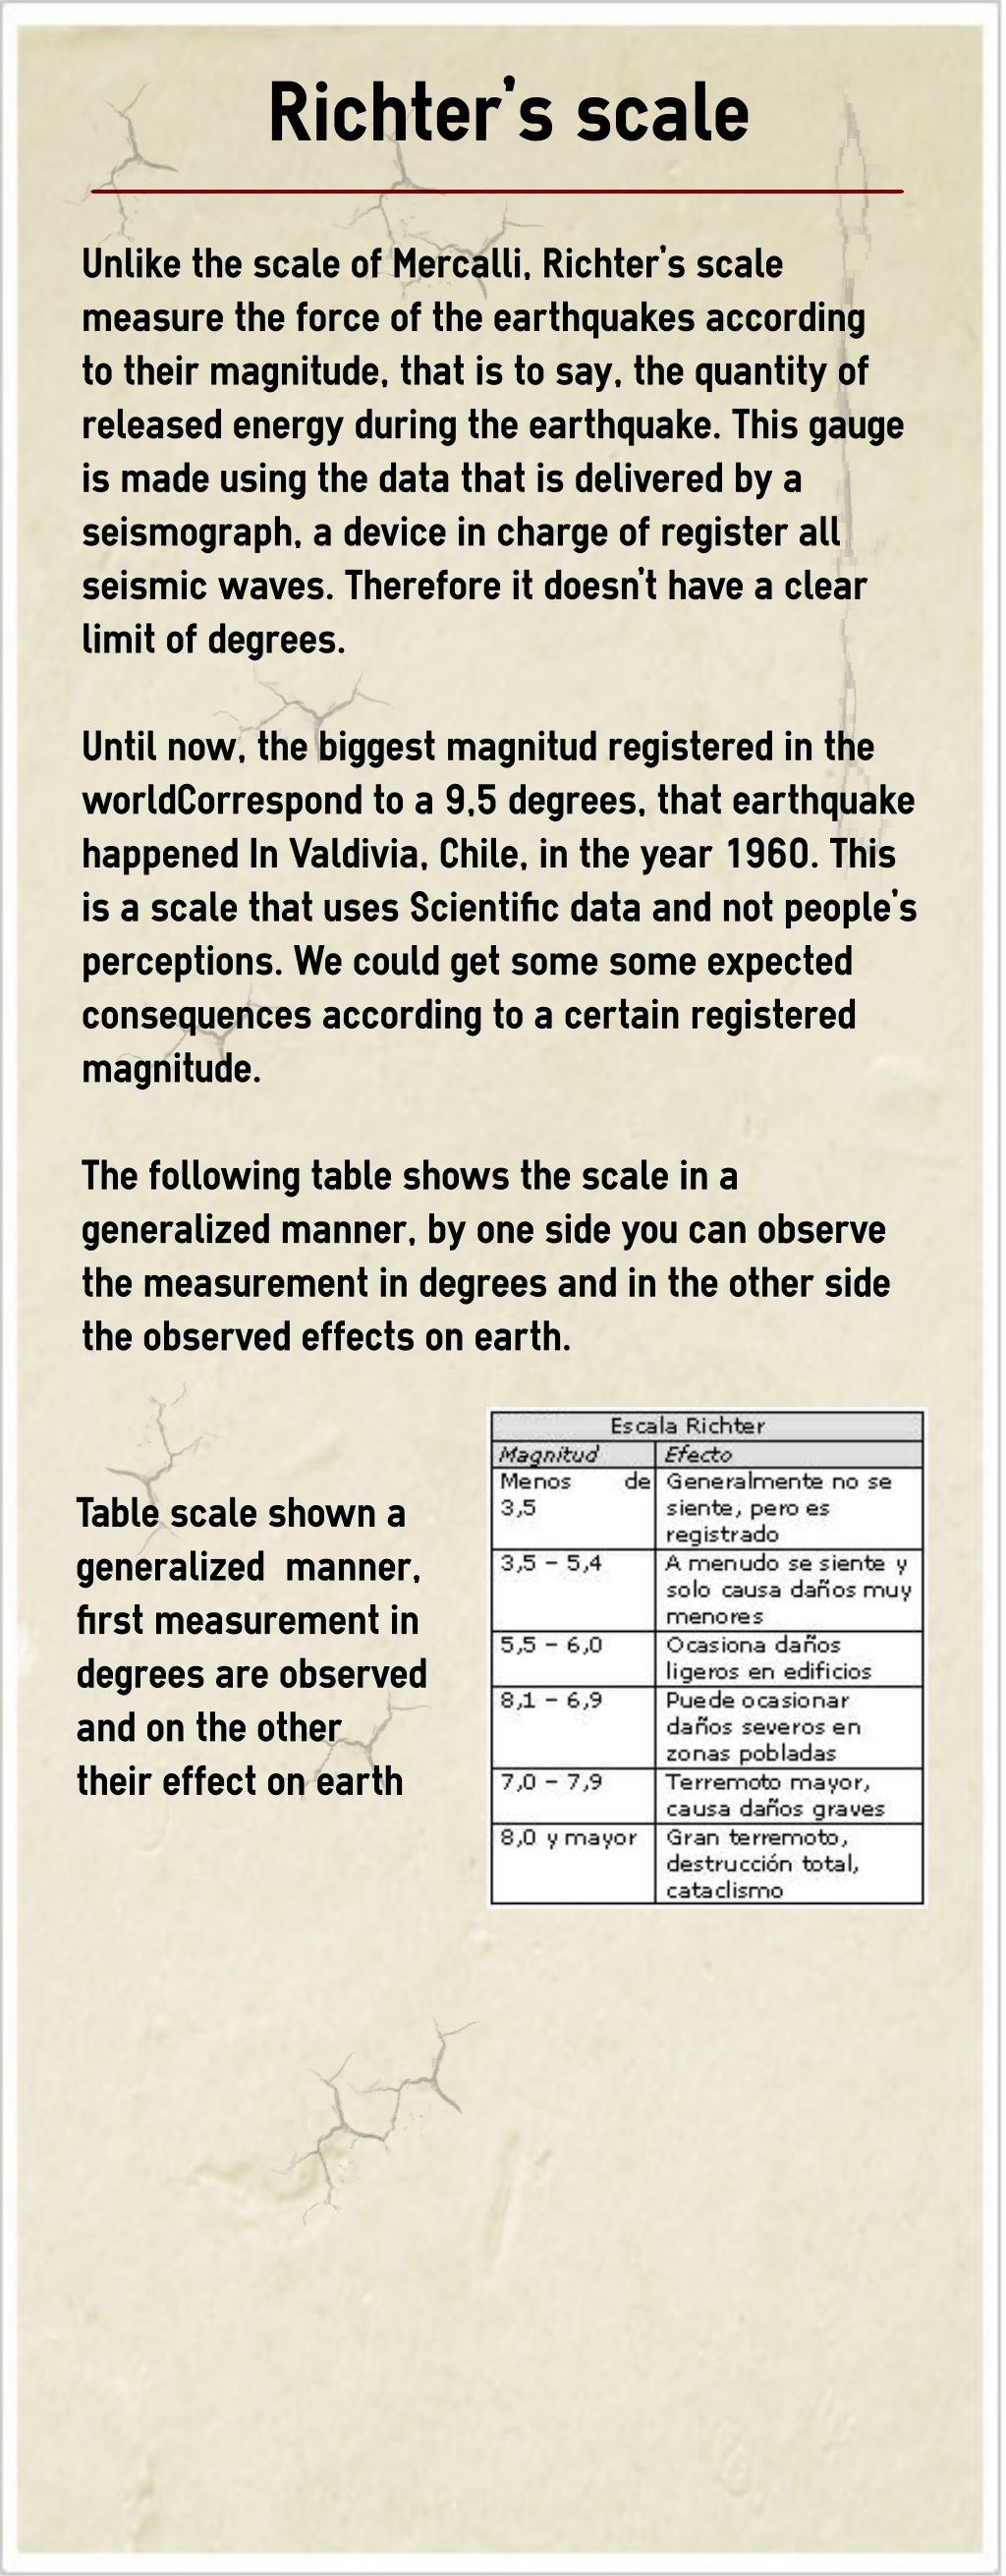 Richter's scale
Unlike the scale of Mercalli, Richter's scale
measure the force of the earthquakes according
to their magnitude, that is to say, the quantity of
released energy during the earthquake. This gauge
is made using the data that is delivered by a
seismograph, a device in charge of register all
seismic waves. Therefore it doesn't have a clear
limit of degrees.
Until now, the biggest magnitud registered in the
worldCorrespond to a 9,5 degrees, that earthquake
happened In Valdivia, Chile, in the year 1960. This
is a scale that uses Scientific data and not people's
perceptions. We could get some some expected
consequences according to a certain registered
magnitude.
The following table shows the scale in a
generalized manner, by one side you can observe
the measurement in degrees and in the other side
the observed effects on earth.
Table scale shown a
generalized manner,
first measurement in
degrees are observed
and on the other
their effect on earth
Escala Richter
Magnitud Efecto
Menos de Generalmente no se
3,5 siente, pero es
registrado
3,5 – 5,4 A menudo se siente y
solo causa daños muy
menores
5,5 – 6,0 Ocasiona daños
ligeros en edificios
8,1 – 6,9 Puede ocasionar
daños severos en
zonas pobladas
7,0 – 7,9 Terremoto mayor,
causa daños graves
8,0 y mayor Gran terremoto,
destrucción total,
cataclismo